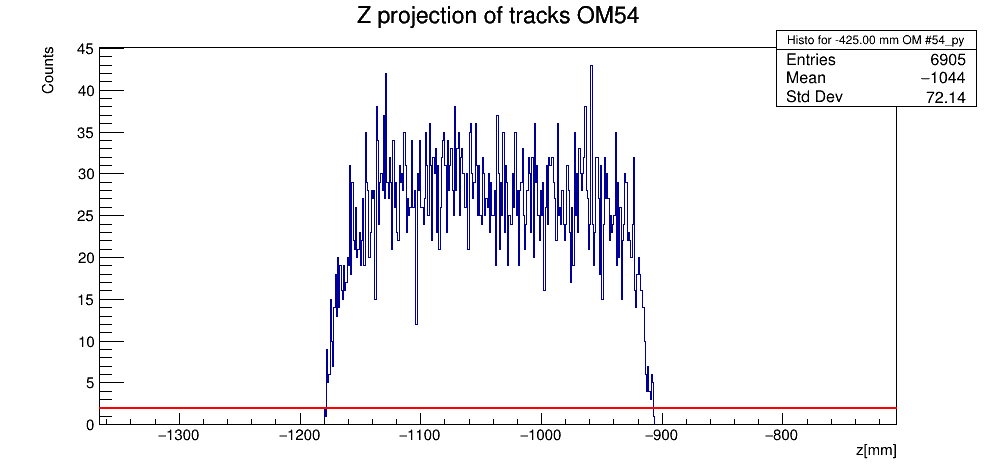 Z projection of tracks OM54
Histo for -425.00 mm OM #54_py
Entries 6905
Mean −1044
Std Dev 72.14
Counts
45
40
35
30
25
20
15
10
5
0
−1300 −1200 −1100 −1000 −900 −800
z[mm]